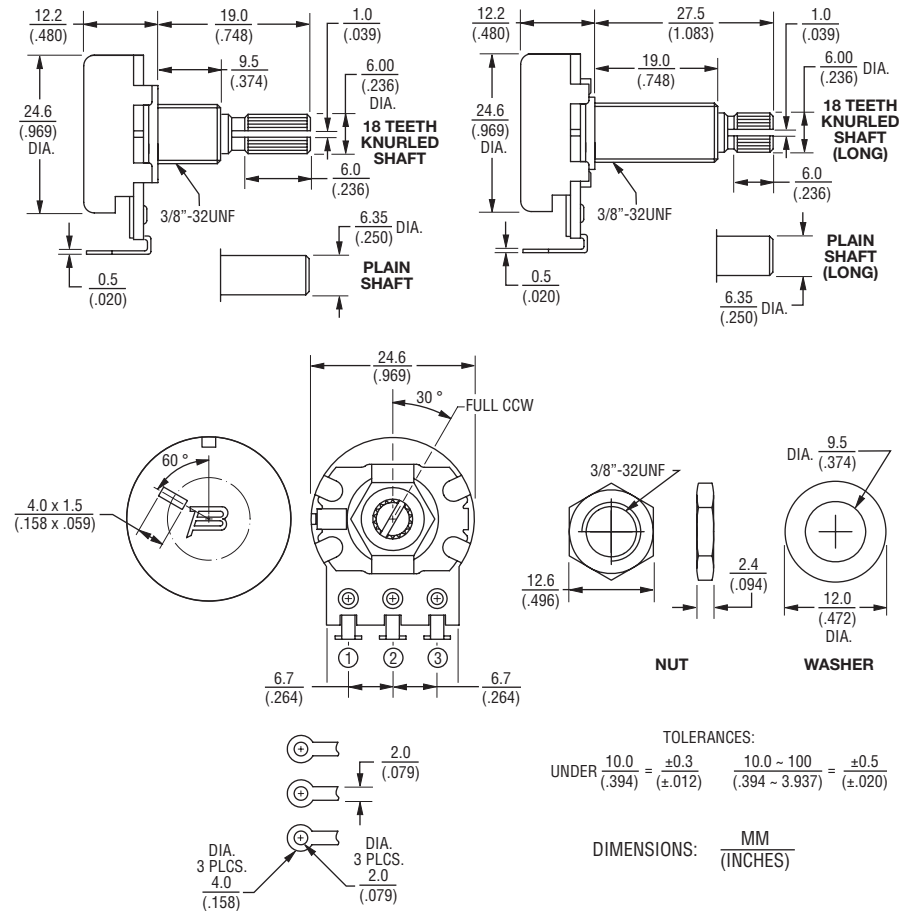 12.2
(.480)
19.0
(.748)
1.0
(.039)
9.5
(.374)
6.00
(.236)
DIA.
24.6
(.969)
DIA.
18 TEETH
KNURLED
SHAFT
6.0
(.236)
3/8”-32UNF
0.5
(.020)
6.35
(.250) DIA.
PLAIN
SHAFT
12.2
(.480)
27.5
(1.083)
1.0
(.039)
19.0
(.748)
6.00
(.236) DIA.
24.6
(.969)
DIA.
18 TEETH
KNURLED
SHAFT
(LONG)
6.0
(.236)
3/8”-32UNF
0.5
(.020)
PLAIN
SHAFT
(LONG)
6.35
(.250) DIA.
24.6
(.969)
30 °
FULL CCW
60 °
4.0 x 1.5
(.158 x .059)
B
1 2 3
6.7
(.264)
6.7
(.264)
3/8”-32UNF
12.6
(.496)
2.4
(.094)
NUT
DIA. 9.5
(.374)
12.0
(.472)
DIA.
WASHER
2.0
(.079)
DIA.
3 PLCS.
4.0
(.158)
DIA.
3 PLCS.
2.0
(.079)
TOLERANCES:
UNDER 10.0
(.394) = ±0.3
(±.012)
10.0 ~ 100
(.394 ~ 3.937) = ±0.5
(±.020)
DIMENSIONS: MM
(INCHES)